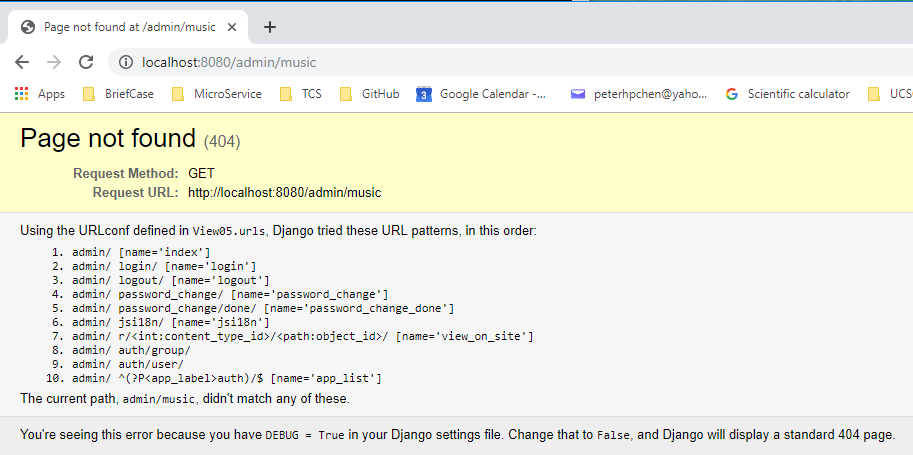 Page not found at /admin/music
localhost:8080/admin/music
Apps BriefCase MicroService TCS GitHub 3 Google Calendar -... peterhpchen@yaho... G Scientific calculator UCS
Page not found (404)
Request Method: GET
Request URL: http://localhost:8080/admin/music
Using the URLconf defined in View05.urls, Django tried these URL patterns, in this order:
1. admin/ [name='index']
2. admin/ login/ [name='login']
3. admin/ logout/ [name='logout']
4. admin/ password_change/ [name='password_change']
5. admin/ password_change/done/ [name='password_change_done']
6. admin/ jsi18n/ [name='jsi18n']
7. admin/ r/<int:content_type_id>/<path:object_id>/ [name='view_on_site']
8. admin/ auth/group/
9. admin/ auth/user/
10. admin/ ^(?P<app_label>auth)/$ [name='app_list']
The current path, admin/music, didn't match any of these.
You're seeing this error because you have DEBUG = True in your Django settings file. Change that to False, and Django will display a standard 404 page.